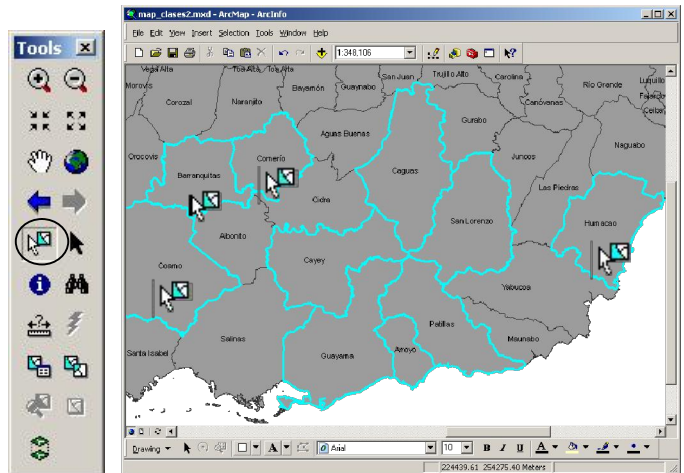 Tools
map_clases2.mxd - ArcMap - ArcInfo
File Edit View Insert Selection Tools Window Help
1:348,106
Vega Alta Toa Alta Toa Alta San Juan Trujillo Alto Carolina Luquillo
Morovis Corozal Naranjito Bayamón Guaynabo Canóvanas Río Grande Fajardo
Ceiba
Aguas Buenas Gurabo
Orocovis Comerío Juncos Naguabo
Barranquitas Caguas
Las Piedras
Cidra
San Lorenzo Humacao
Aibonito
Coamo Cayey
Yabucoa
Patillas
Salinas Maunabo
Santa Isabel Guayama Arroyo
Drawing Arial 10 B I U A
224439.61 254275.40 Meters